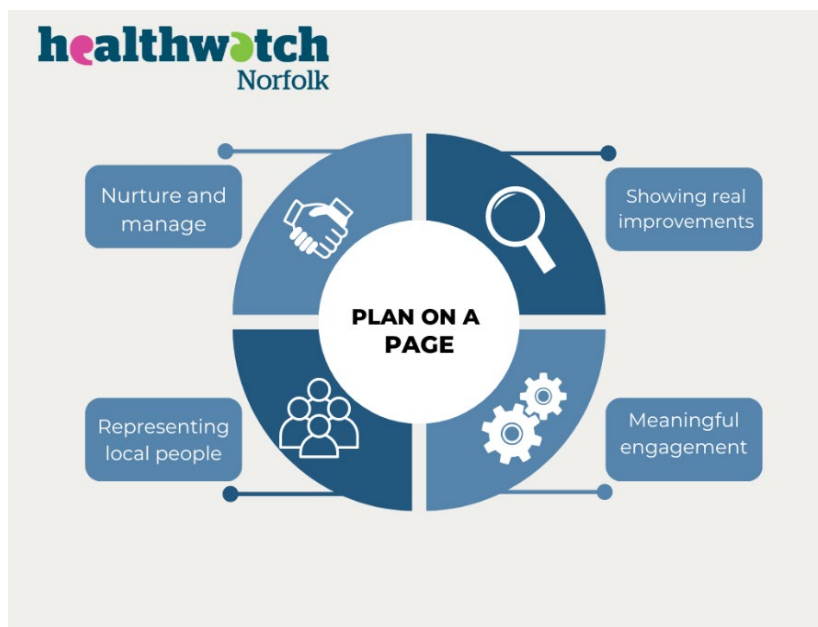 healthwatch
Norfolk
Nurture and
manage
Showing real
improvements
PLAN ON A
PAGE
Representing
local people
Meaningful
engagement